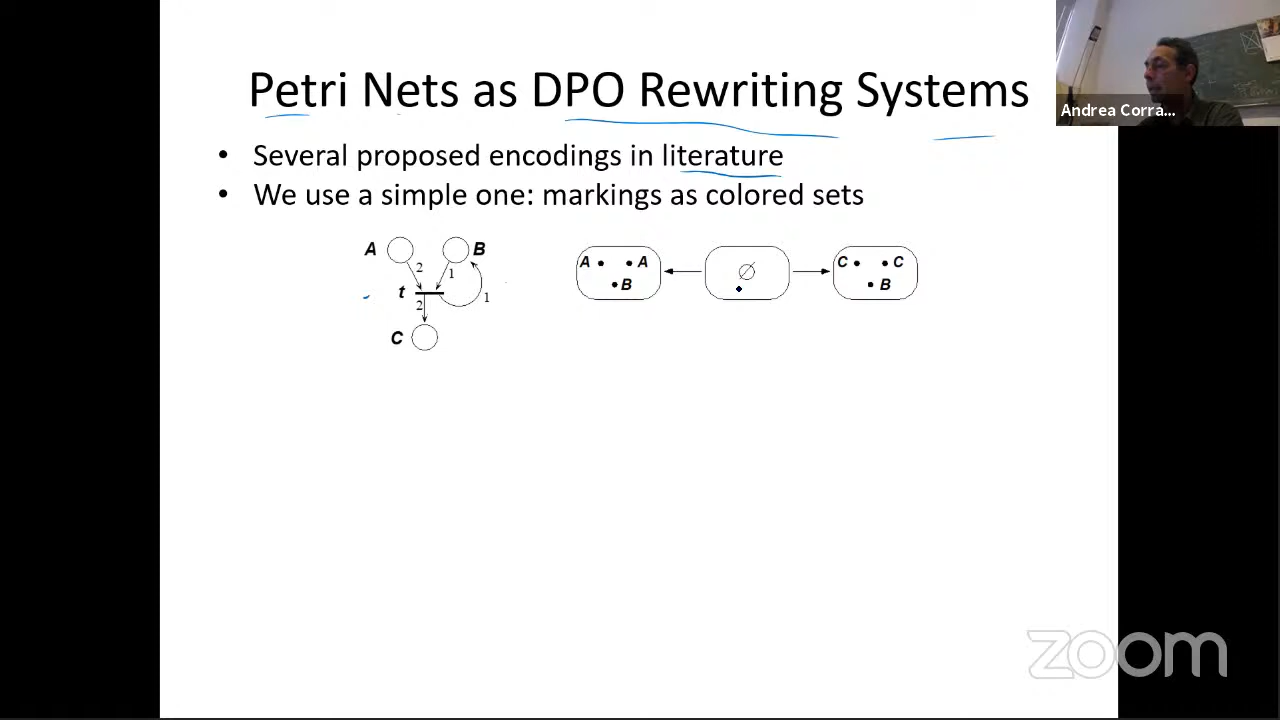 Petri Nets as DPO Rewriting Systems
Andrea Corra...
• Several proposed encodings in literature
• We use a simple one: markings as colored sets
A B
2 1
t 1
2
C
A A
B
∅
C C
B
zoom